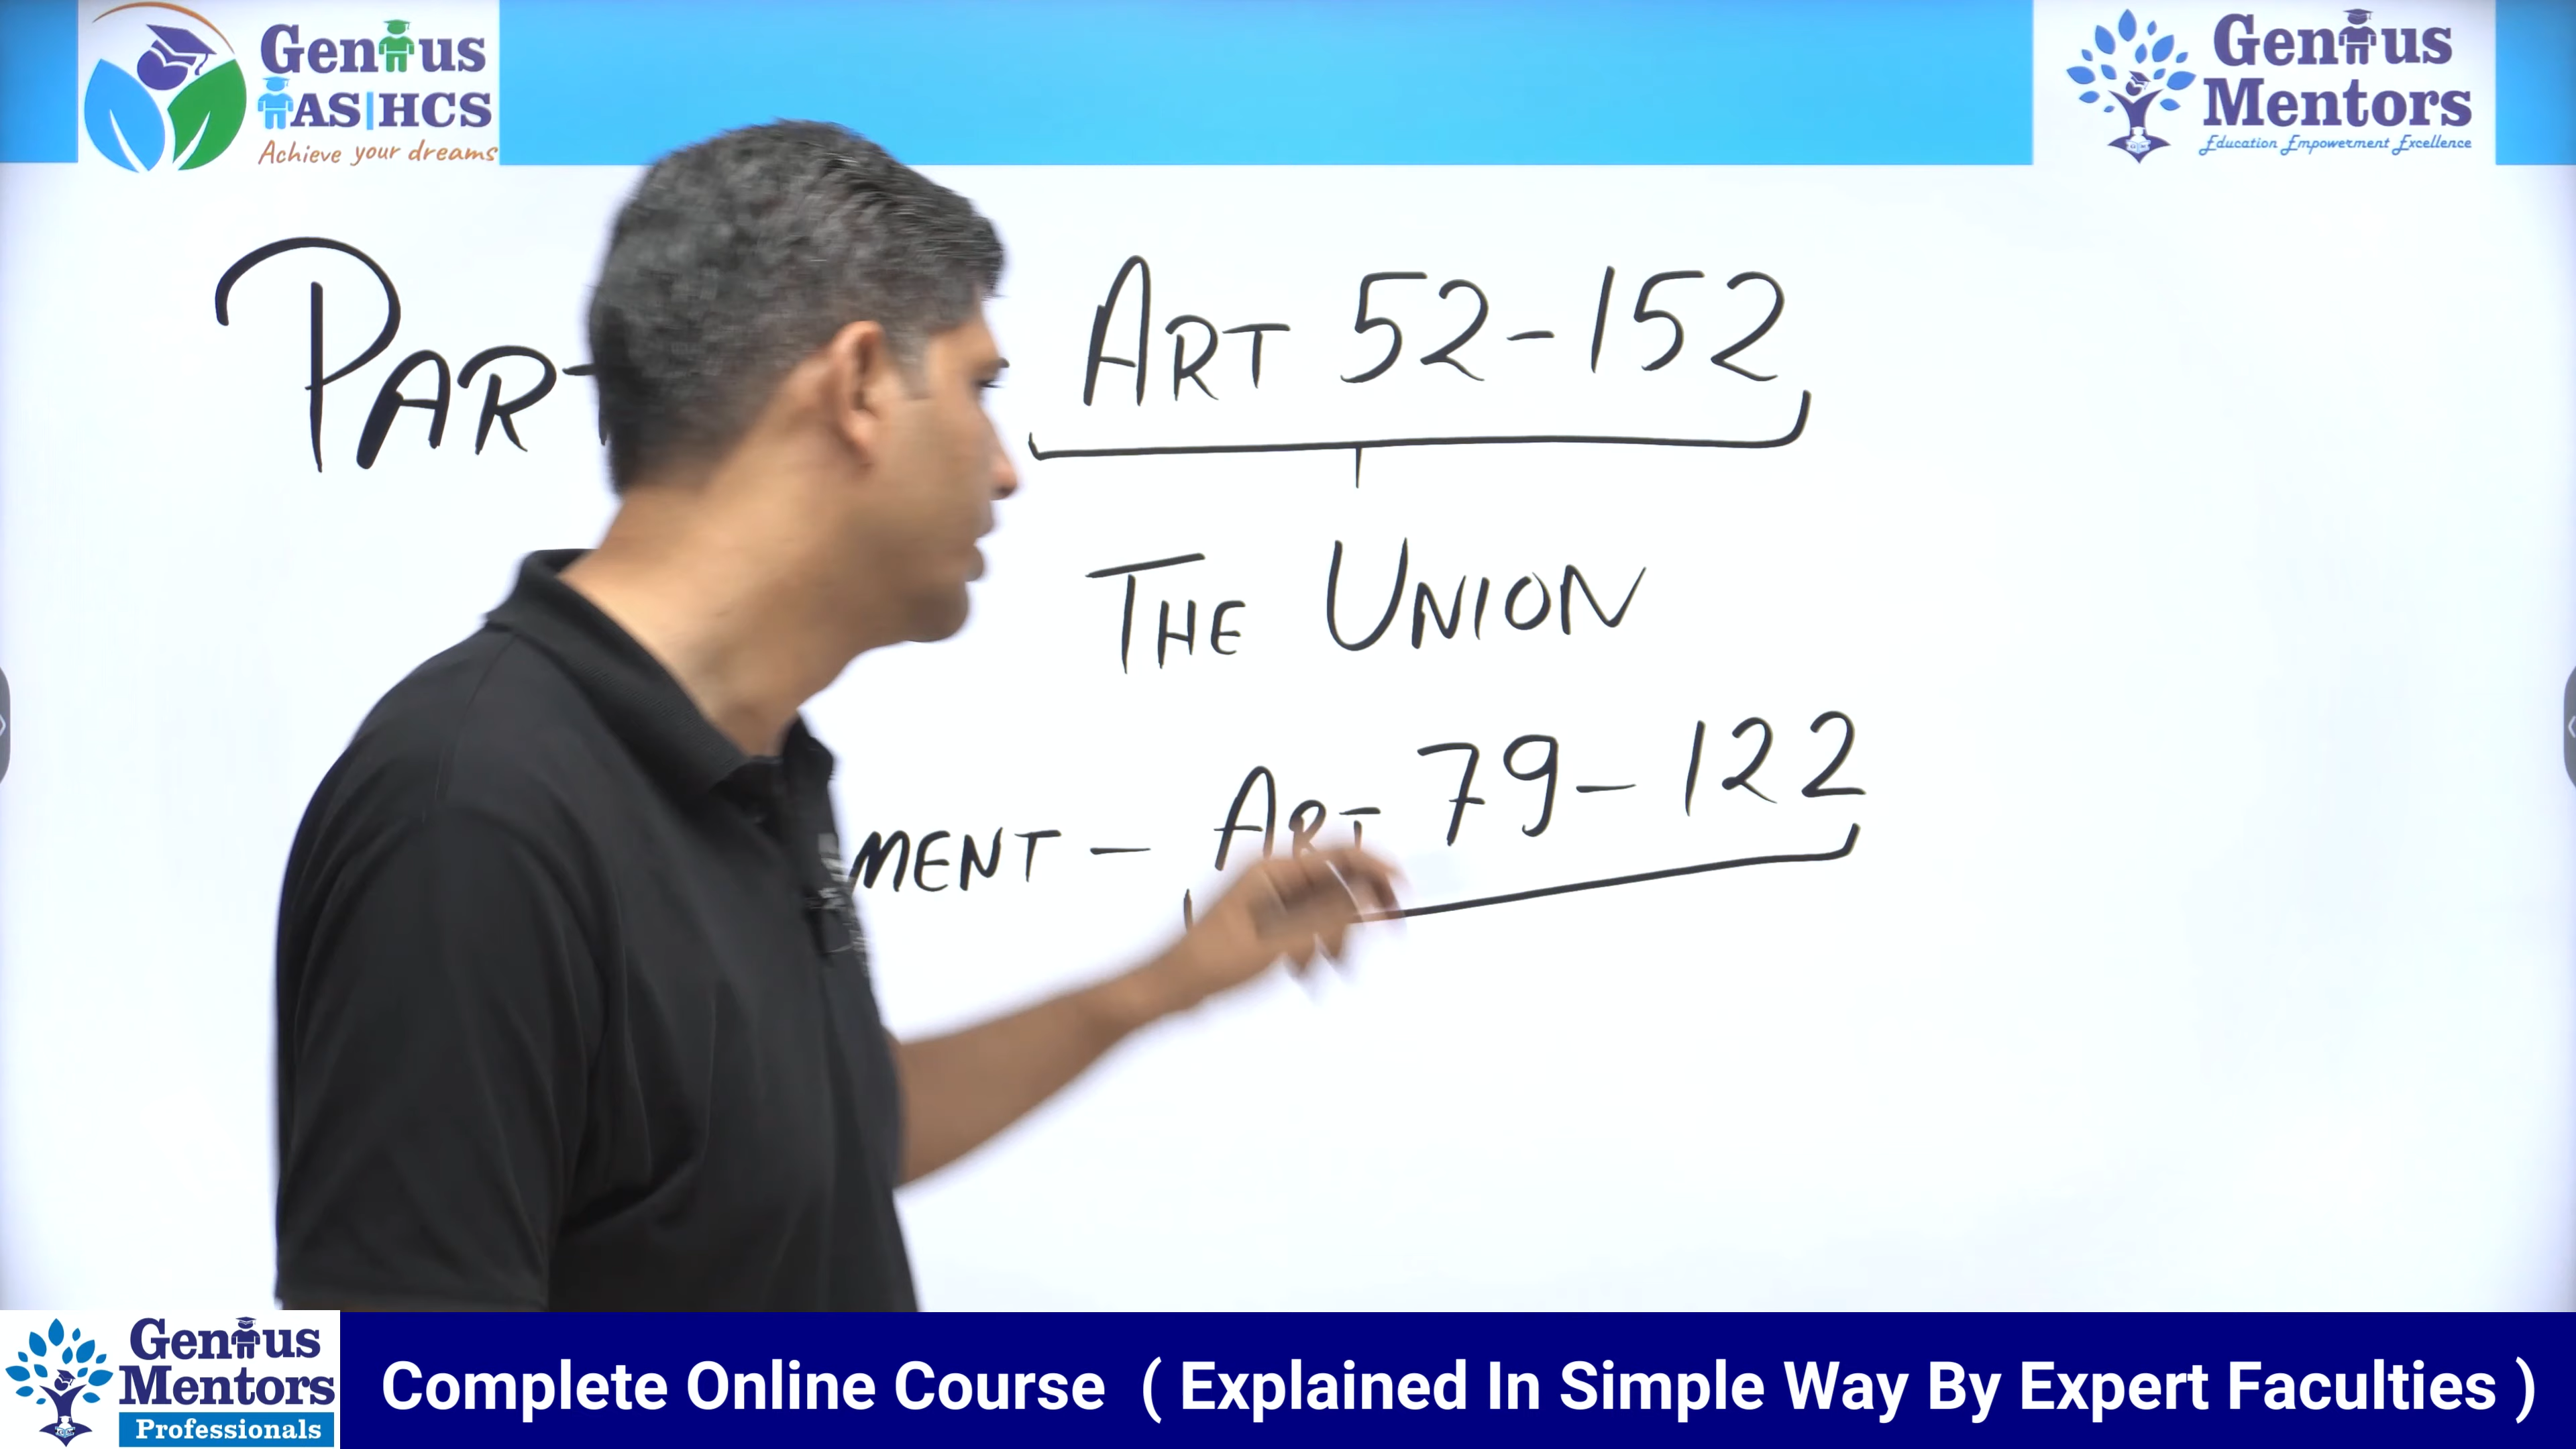 Genius
IAS|HCS
Achieve your dreams
Genius
Mentors
Education Empowerment Excellence
ART 52-152
THE UNION
MENT - ART 79-122
Genius
Mentors
Professionals
Complete Online Course ( Explained In Simple Way By Expert Faculties )